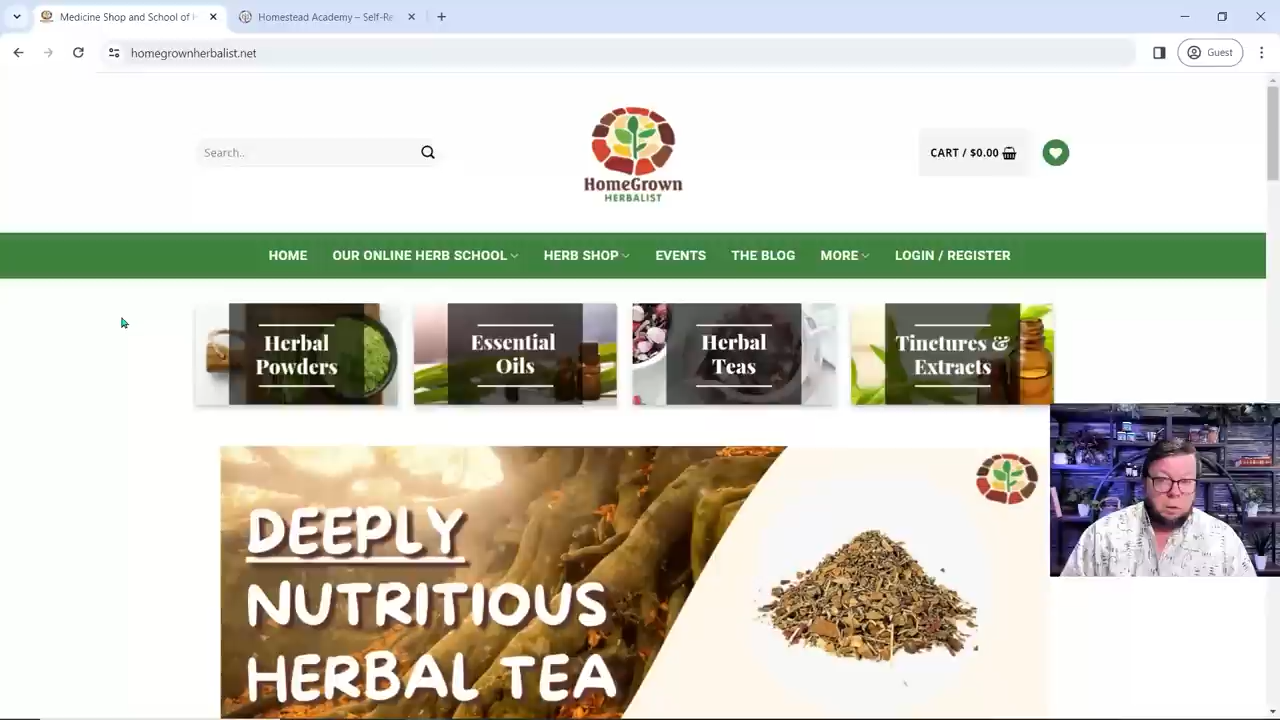 Medicine Shop and School of H
Homestead Academy – Self-Re
homegrownherbalist.net
Guest
Search..
HomeGrown
HERBALIST
CART / $0.00
HOME
OUR ONLINE HERB SCHOOL
HERB SHOP
EVENTS
THE BLOG
MORE
LOGIN / REGISTER
Herbal
Powders
Essential
Oils
Herbal
Teas
Tinctures &
Extracts
DEEPLY
NUTRITIOUS
HERBAL TEA